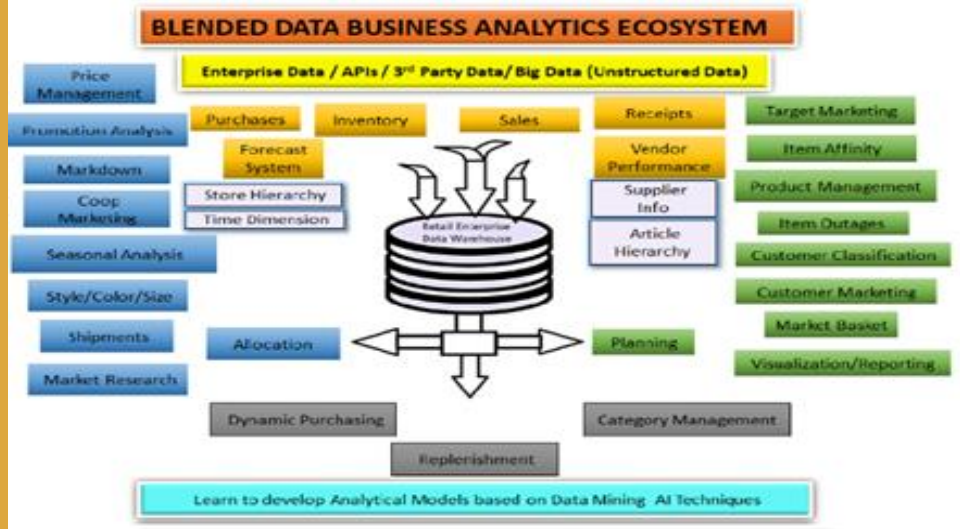 BLENDED DATA BUSINESS ANALYTICS ECOSYSTEM
Enterprise Data / APIs / 3rd Party Data/ Big Data (Unstructured Data)
Price
Management
Promotion Analysis
Markdown
Coop
Marketing
Seasonal Analysis
Style/Color/Size
Shipments
Market Research
Purchases
Inventory
Sales
Receipts
Forecast
System
Store Hierarchy
Time Dimension
Vendor
Performance
Supplier
Info
Article
Hierarchy
Retail Enterprise
Data Warehouse
Target Marketing
Item Affinity
Product Management
Item Outages
Customer Classification
Customer Marketing
Market Basket
Visualization/Reporting
Allocation
Planning
Dynamic Purchasing
Category Management
Replenishment
Learn to develop Analytical Models based on Data Mining AI Techniques